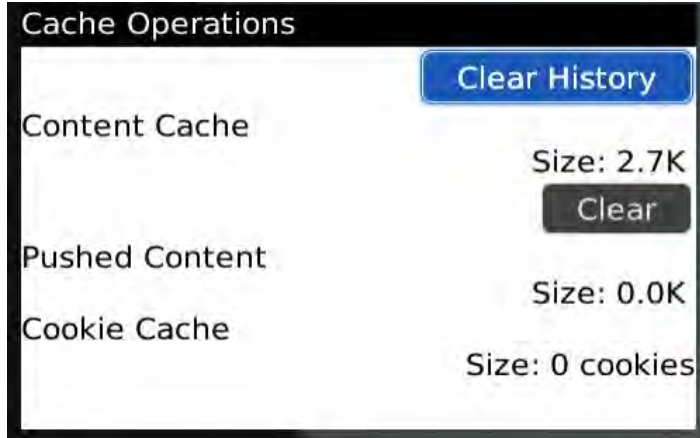 Cache Operations
Clear History
Content Cache
Size: 2.7K
Clear
Pushed Content
Size: 0.0K
Cookie Cache
Size: 0 cookies